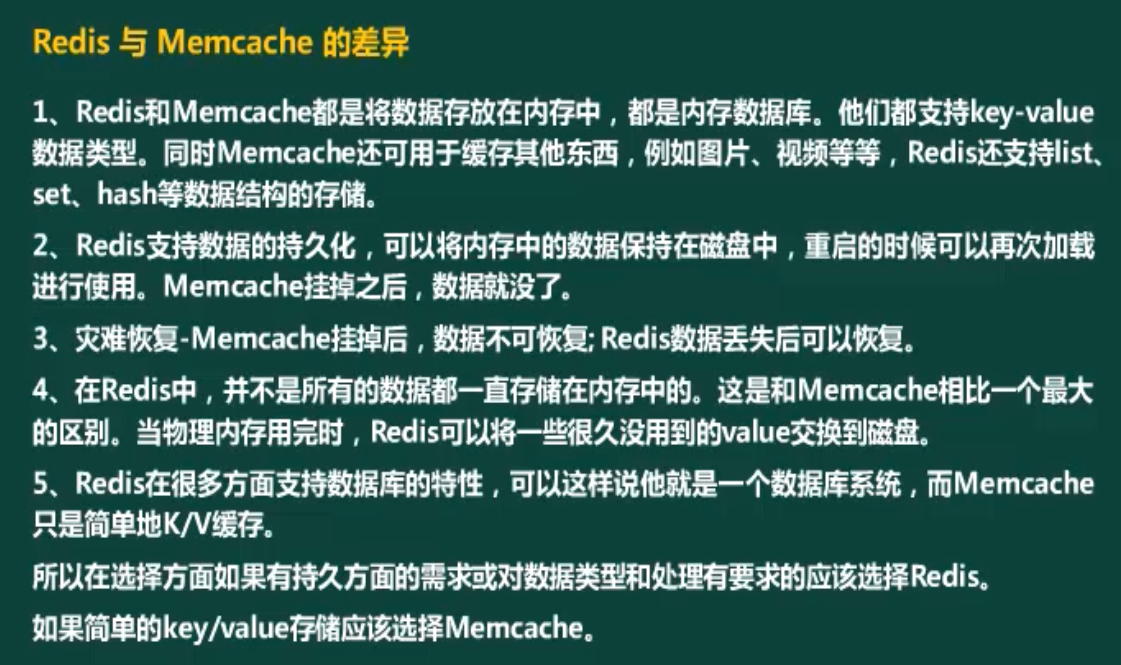 Redis 与 Memcache 的差异
1、Redis和Memcache都是将数据存放在内存中，都是内存数据库。他们都支持key-value
数据类型。同时Memcache还可用于缓存其他东西，例如图片、视频等等，Redis还支持list、
set、hash等数据结构的存储。
2、Redis支持数据的持久化，可以将内存中的数据保持在磁盘中，重启的时候可以再次加载
进行使用。Memcache挂掉之后，数据就没了。
3、灾难恢复-Memcache挂掉后，数据不可恢复; Redis数据丢失后可以恢复。
4、在Redis中，并不是所有的数据都一直存储在内存中的。这是和Memcache相比一个最大
的区别。当物理内存用完时，Redis可以将一些很久没用到的value交换到磁盘。
5、Redis在很多方面支持数据库的特性，可以这样说他就是一个数据库系统，而Memcache
只是简单地K/V缓存。
所以在选择方面如果有持久方面的需求或对数据类型和处理有要求的应该选择Redis。
如果简单的key/value存储应该选择Memcache。